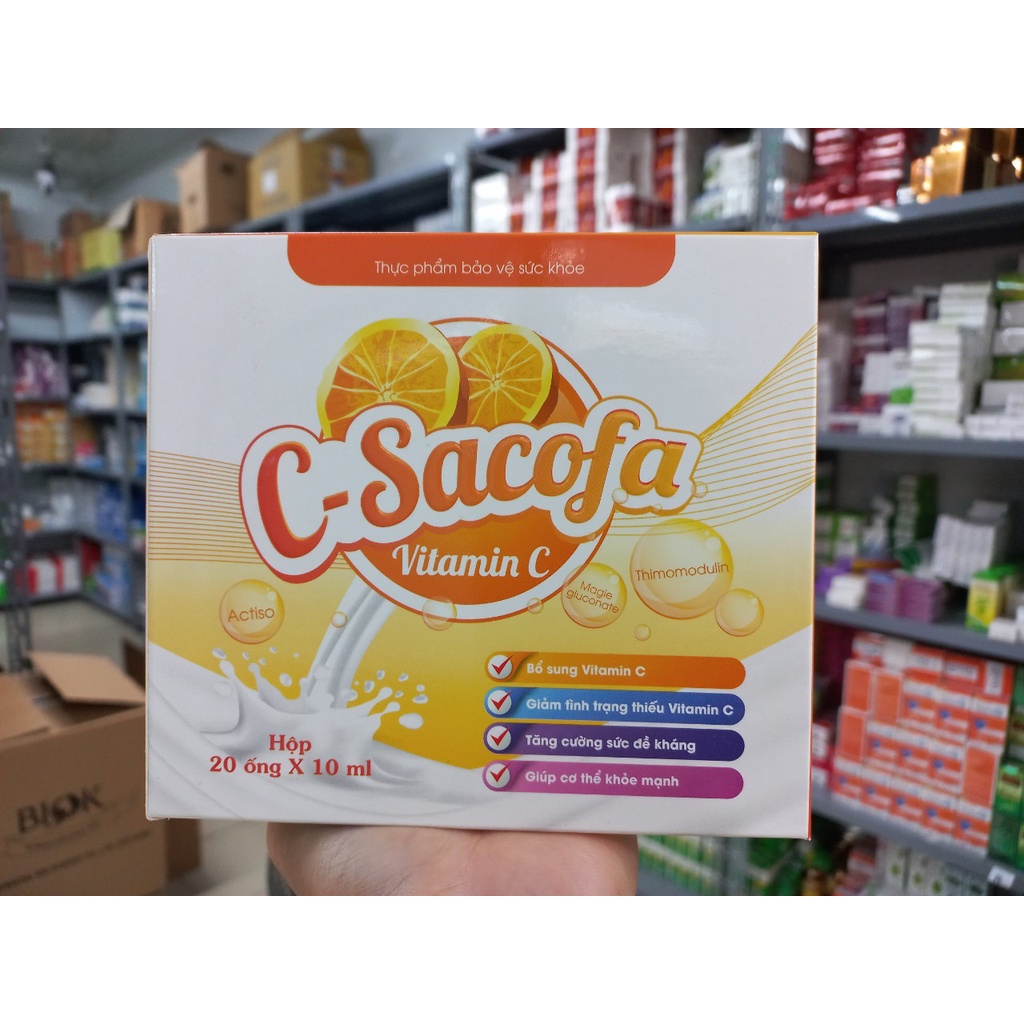 Thực phẩm bảo vệ sức khỏe
C-Sacofa
Vitamin C
Actiso
Magie
gluconate
Thimomodulin
Bổ sung Vitamin C
Giảm tình trạng thiếu Vitamin C
Tăng cường sức đề kháng
Giúp cơ thể khỏe mạnh
Hộp
20 ống X 10 ml
BIOK